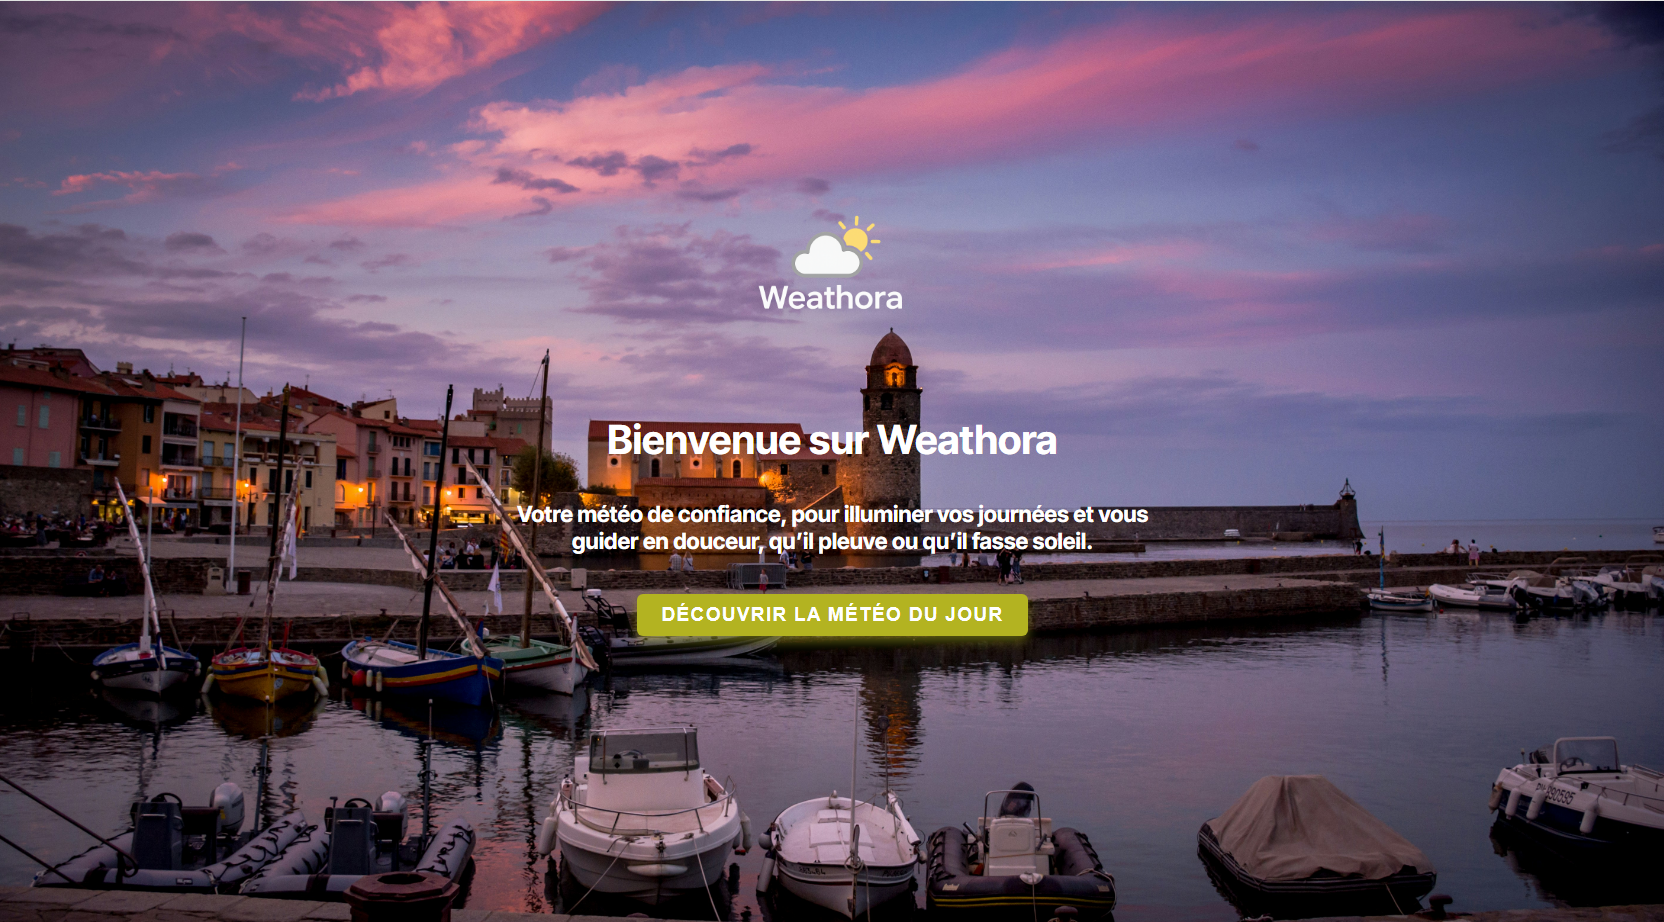 Weathora
Bienvenue sur Weathora
Votre météo de confiance, pour illuminer vos journées et vous
guider en douceur, qu’il pleuve ou qu’il fasse soleil.
DÉCOUVRIR LA MÉTÉO DU JOUR